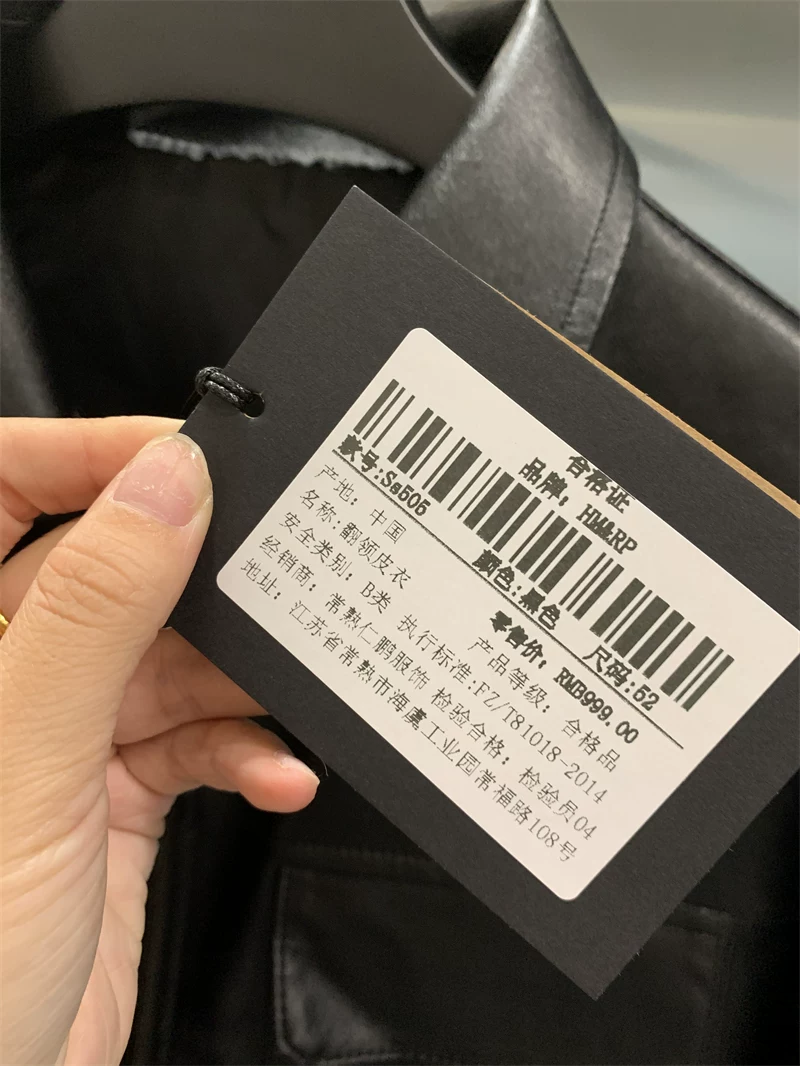 合格证
品牌: HM&RP
款号:Sg505 颜色:黑色 尺码:52
产地: 中国 零售价: RMB999.00
名称:翻领皮衣 产品等级: 合格品
安全类别: B类 执行标准:FZ/T81018-2014
经销商: 常熟仁鹏服饰 检验合格: 检验员04
地址: 江苏省常熟市海虞工业园常福路108号